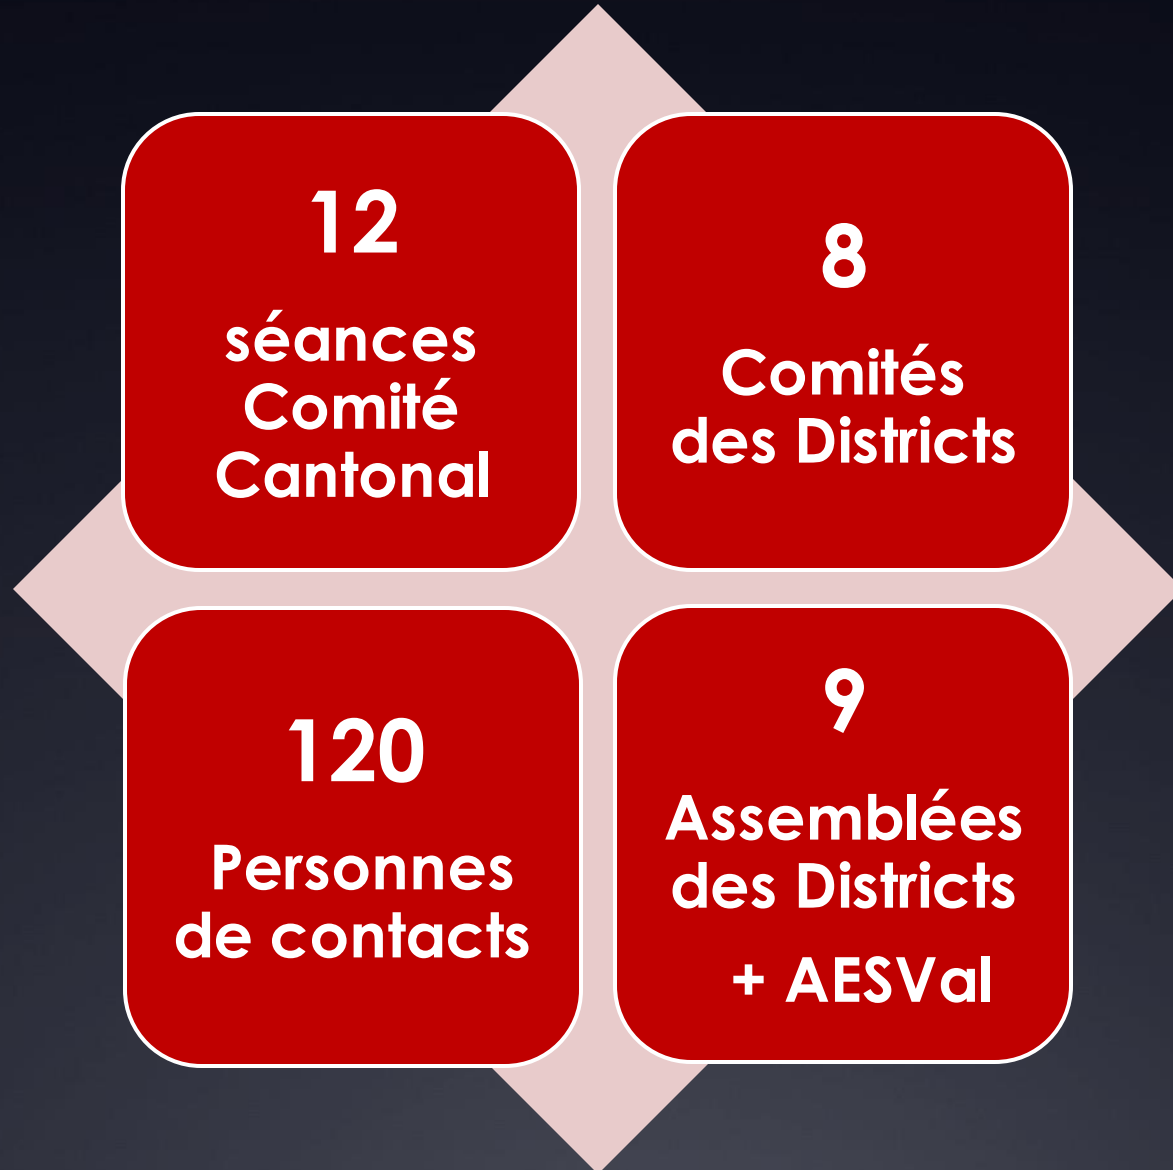 12
séances
Comité
Cantonal
8
Comités
des Districts
120
Personnes
de contacts
9
Assemblées
des Districts
+ AESVal